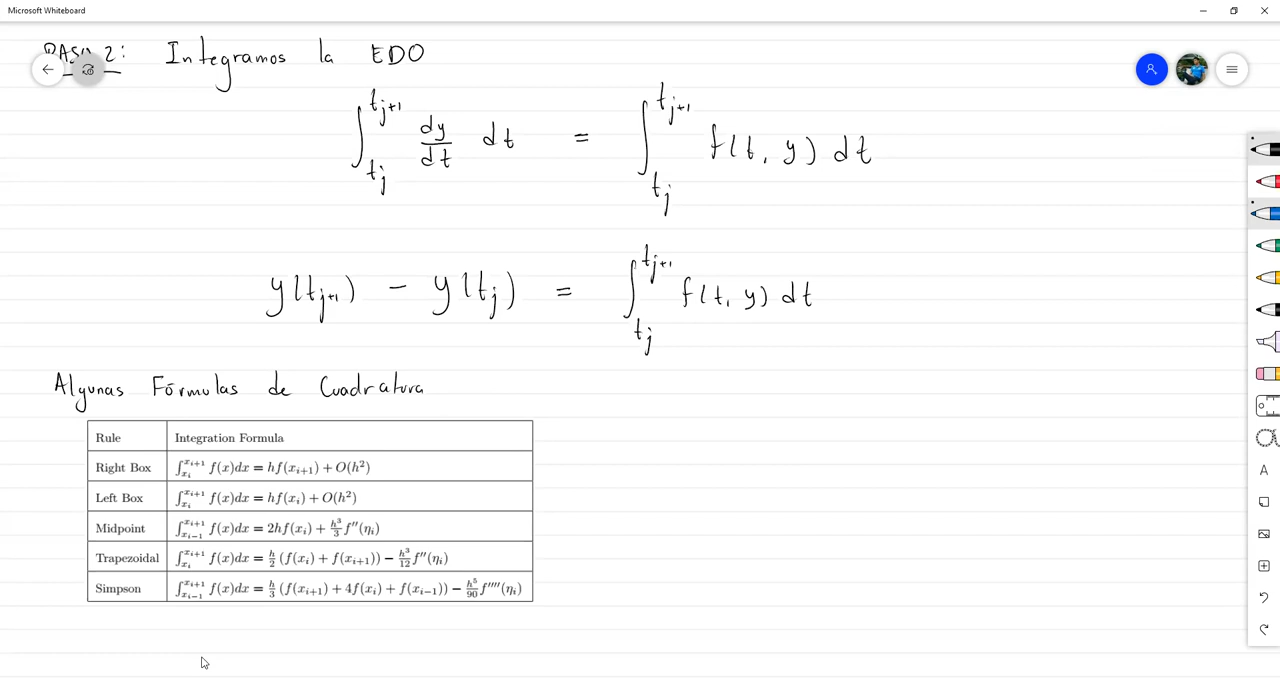 Microsoft Whiteboard
PASO 2: Integramos la EDO
∫_{t_j}^{t_{j+1}} dy/dt dt = ∫_{t_j}^{t_{j+1}} f(t, y) dt
y(t_{j+1}) - y(t_j) = ∫_{t_j}^{t_{j+1}} f(t, y) dt
Algunas Fórmulas de Cuadratura
Rule Integration Formula
Right Box ∫_{x_i}^{x_{i+1}} f(x)dx = hf(x_{i+1}) + O(h^2)
Left Box ∫_{x_i}^{x_{i+1}} f(x)dx = hf(x_i) + O(h^2)
Midpoint ∫_{x_{i-1}}^{x_{i+1}} f(x)dx = 2hf(x_i) + h^3/3 f''(η_i)
Trapezoidal ∫_{x_i}^{x_{i+1}} f(x)dx = h/2 (f(x_i) + f(x_{i+1})) - h^3/12 f''(η_i)
Simpson ∫_{x_{i-1}}^{x_{i+1}} f(x)dx = h/3 (f(x_{i+1}) + 4f(x_i) + f(x_{i-1})) - h^5/90 f''''(η_i)
A